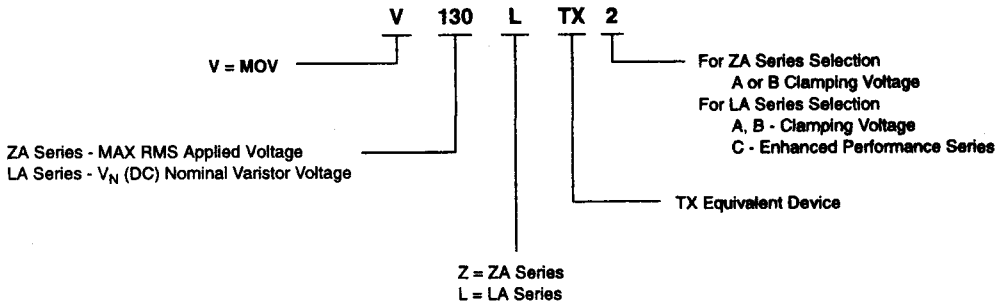 V 130 L TX 2
V = MOV
For ZA Series Selection
A or B Clamping Voltage
For LA Series Selection
A, B - Clamping Voltage
C - Enhanced Performance Series
ZA Series - MAX RMS Applied Voltage
LA Series - VN (DC) Nominal Varistor Voltage
TX Equivalent Device
Z = ZA Series
L = LA Series